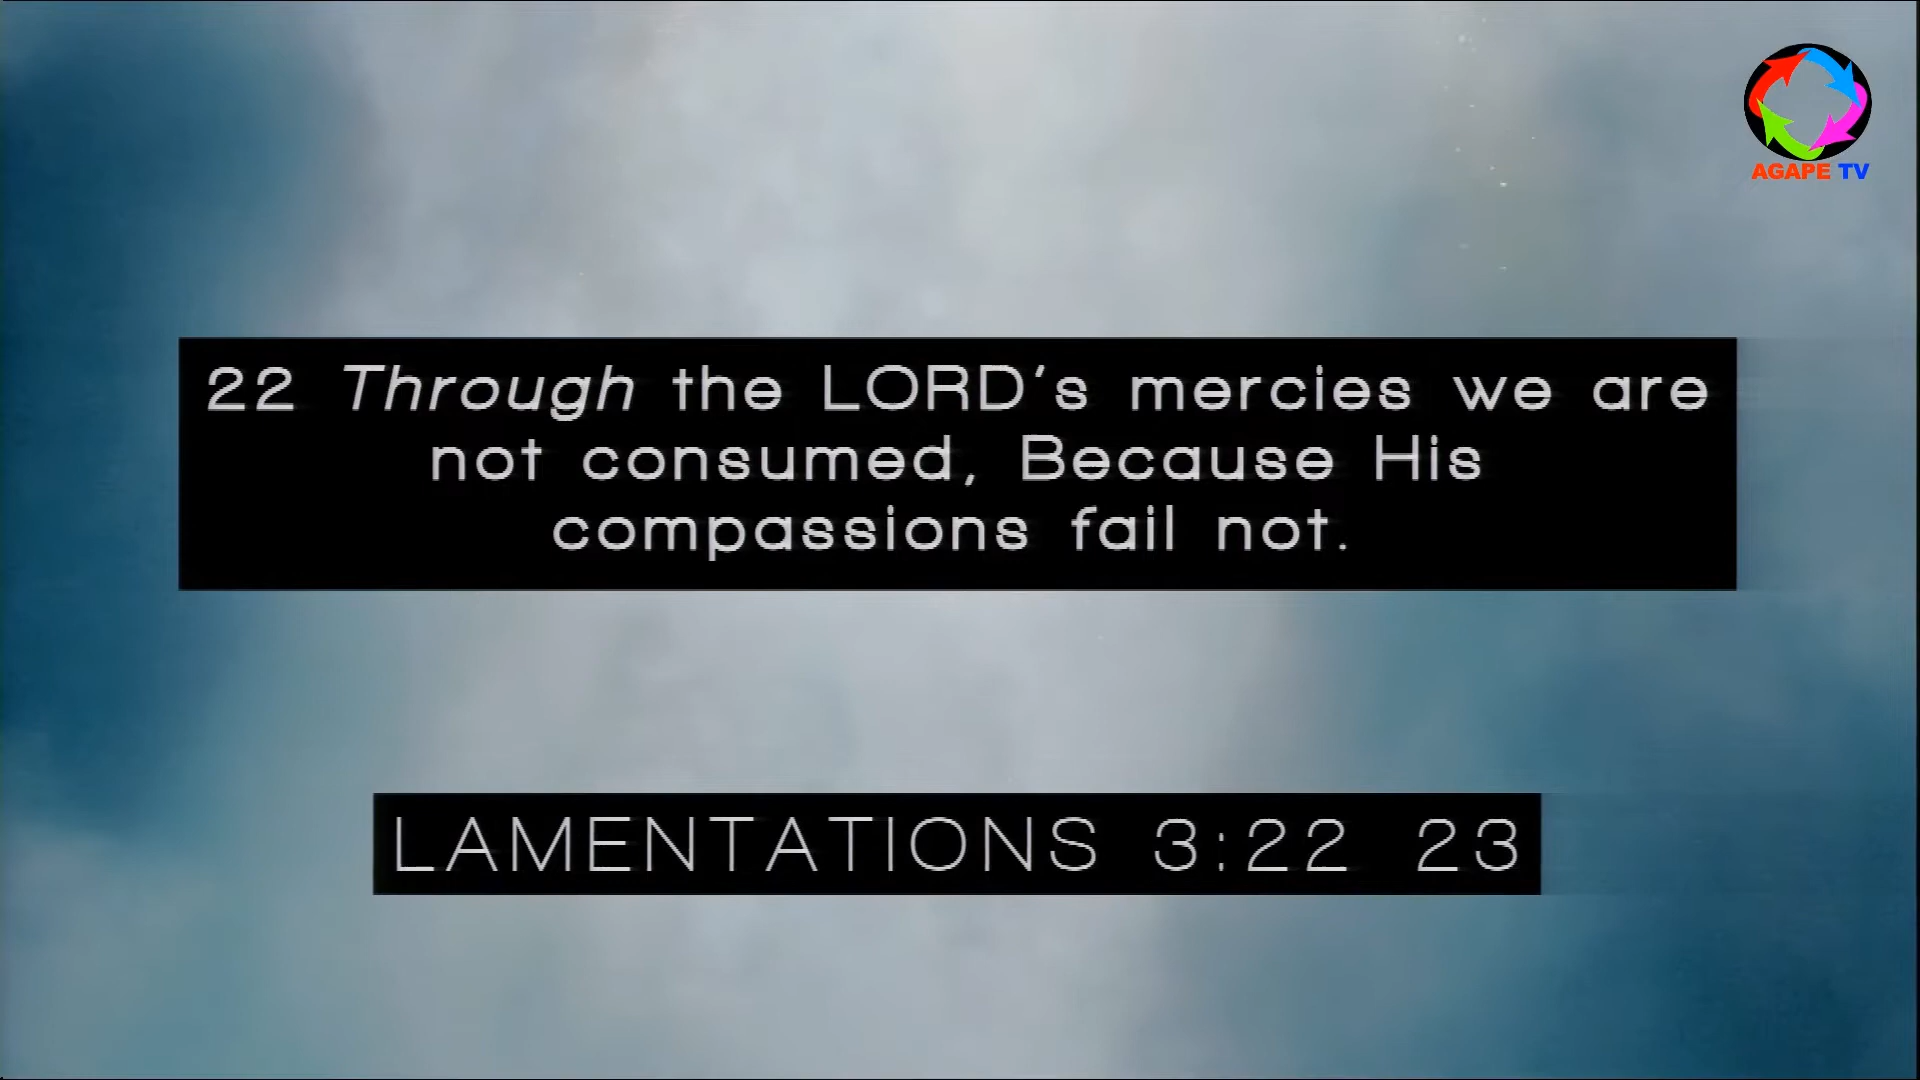 AGAPE TV
22 Through the LORD's mercies we are
not consumed, Because His
compassions fail not.
LAMENTATIONS 3:22 23